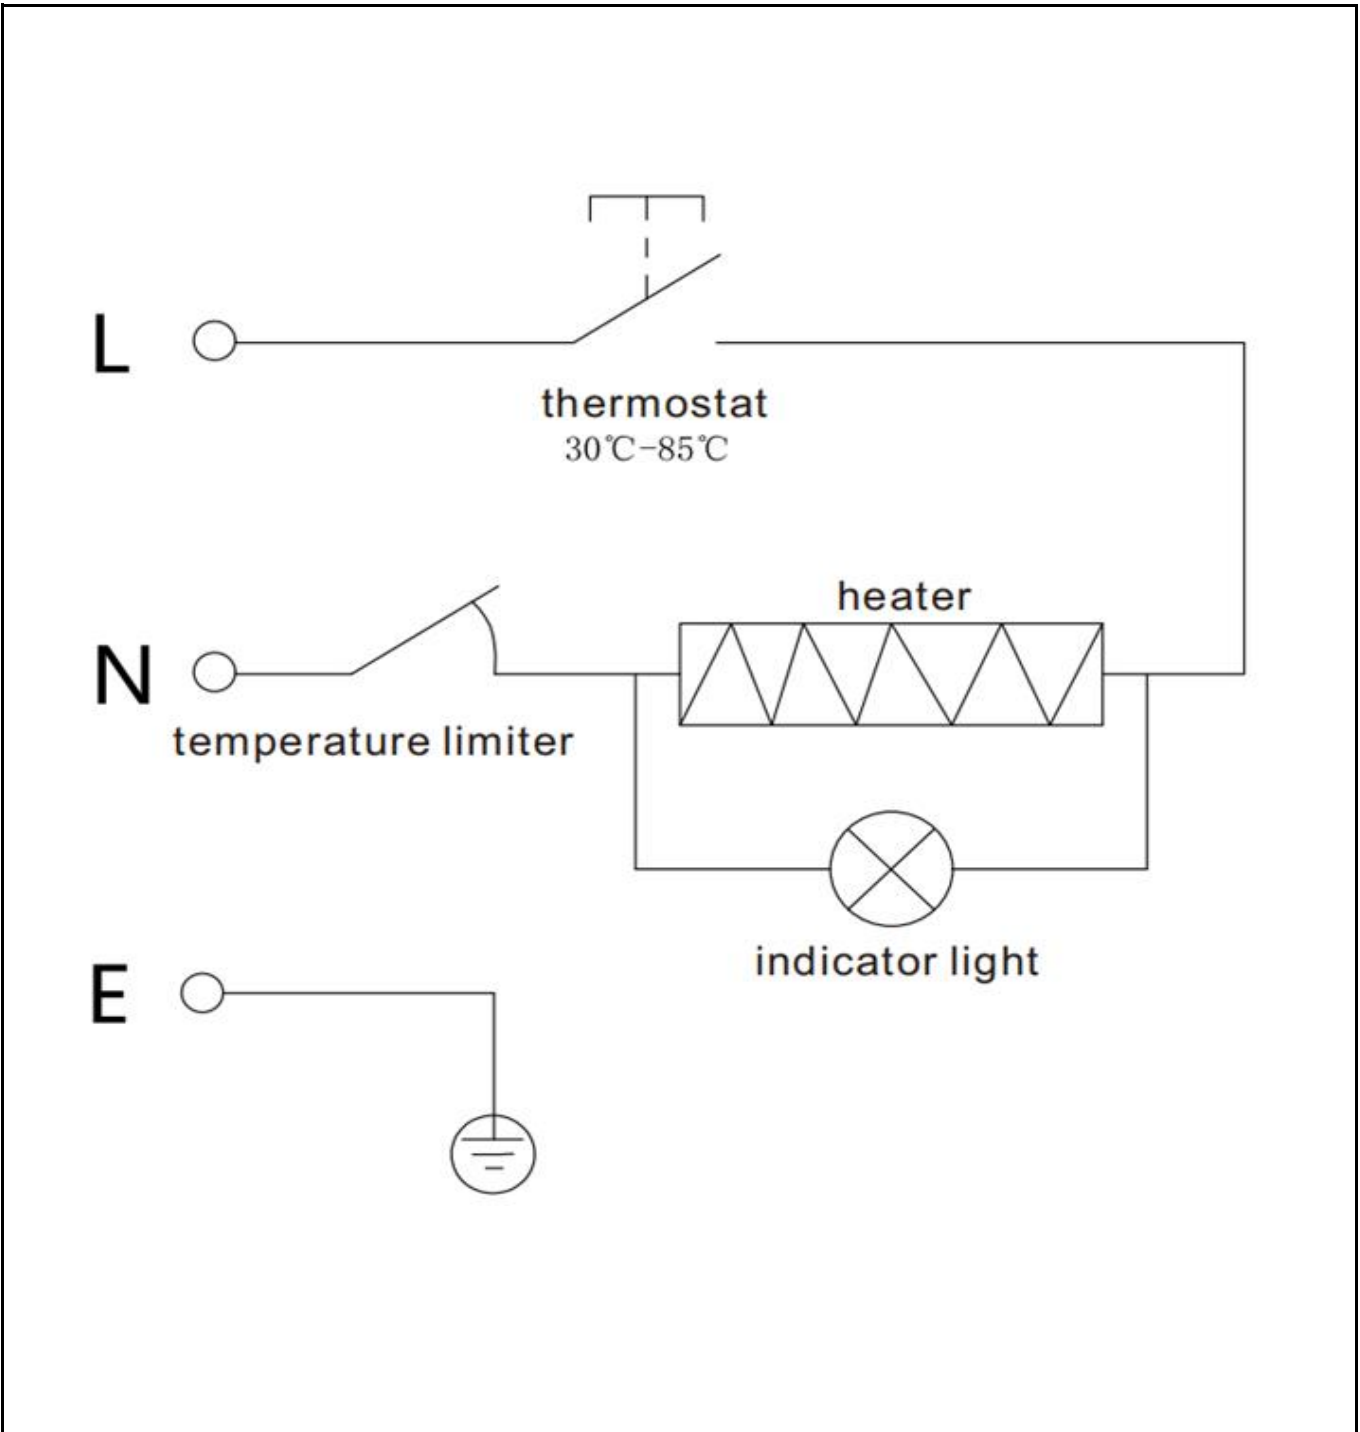 L
thermostat
30℃-85℃
heater
N
temperature limiter
indicator light
E